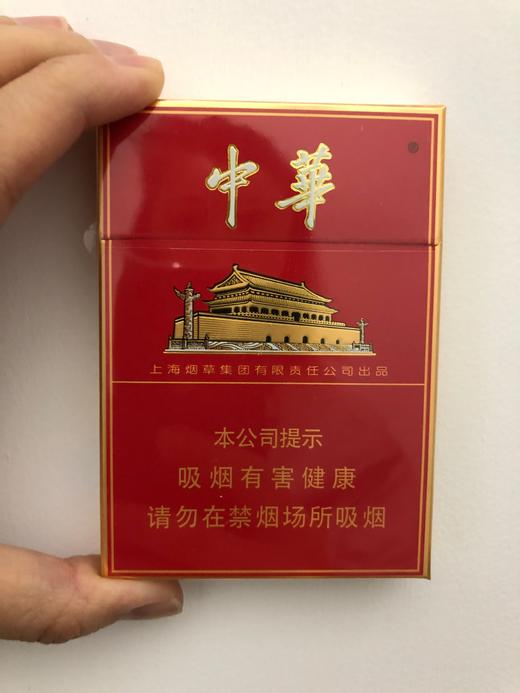 中華
上海烟草集团有限责任公司出品
本公司提示
吸烟有害健康
请勿在禁烟场所吸烟